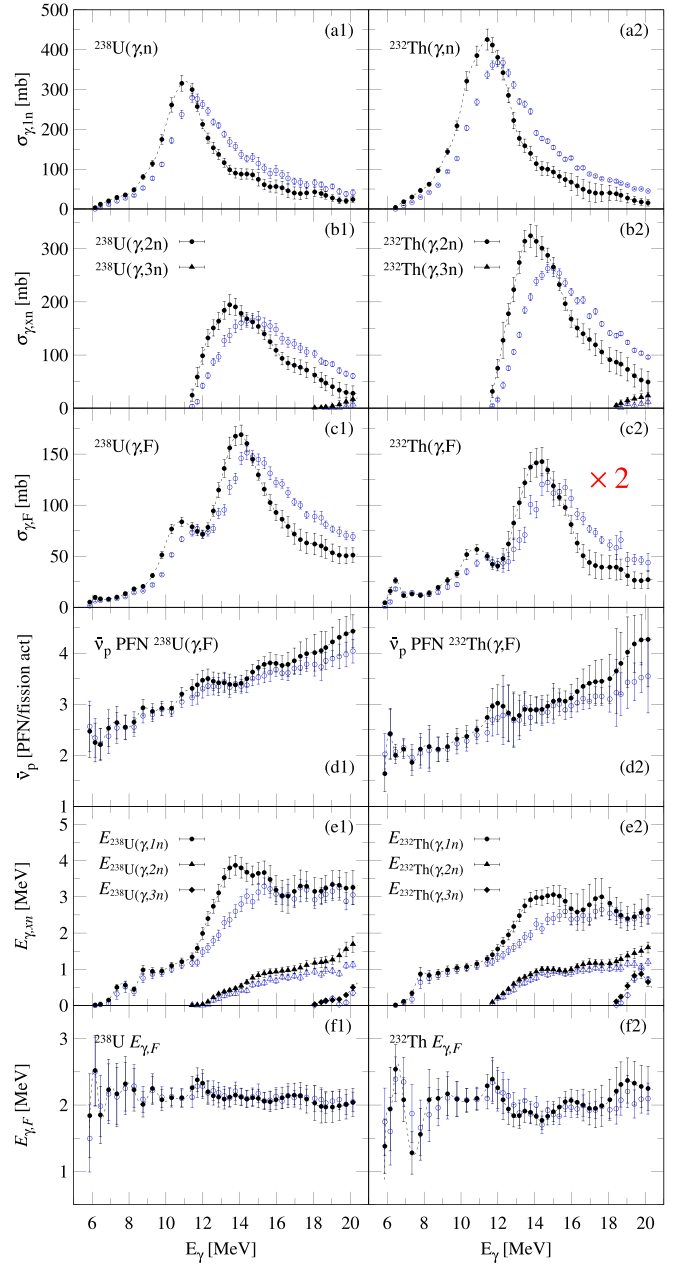 500
400
300
200
100
0
σγ,1n [mb]
²³⁸U(γ,n)
(a1)
²³²Th(γ,n)
(a2)
300
200
100
0
σγ,xn [mb]
²³⁸U(γ,2n)
²³⁸U(γ,3n)
(b1)
²³²Th(γ,2n)
²³²Th(γ,3n)
(b2)
150
100
50
0
σγ,F [mb]
²³⁸U(γ,F)
(c1)
²³²Th(γ,F)
(c2)
× 2
4
3
2
1
ν̄p [PFN/fission act]
ν̄p PFN ²³⁸U(γ,F)
(d1)
ν̄p PFN ²³²Th(γ,F)
(d2)
5
4
3
2
1
0
Eγ,xn [MeV]
E²³⁸U(γ,1n)
E²³⁸U(γ,2n)
E²³⁸U(γ,3n)
(e1)
E²³²Th(γ,1n)
E²³²Th(γ,2n)
E²³²Th(γ,3n)
(e2)
3
2
1
Eγ,F [MeV]
²³⁸U Eγ,F
(f1)
²³²Th Eγ,F
(f2)
6 8 10 12 14 16 18 20
6 8 10 12 14 16 18 20
Eγ [MeV]
Eγ [MeV]